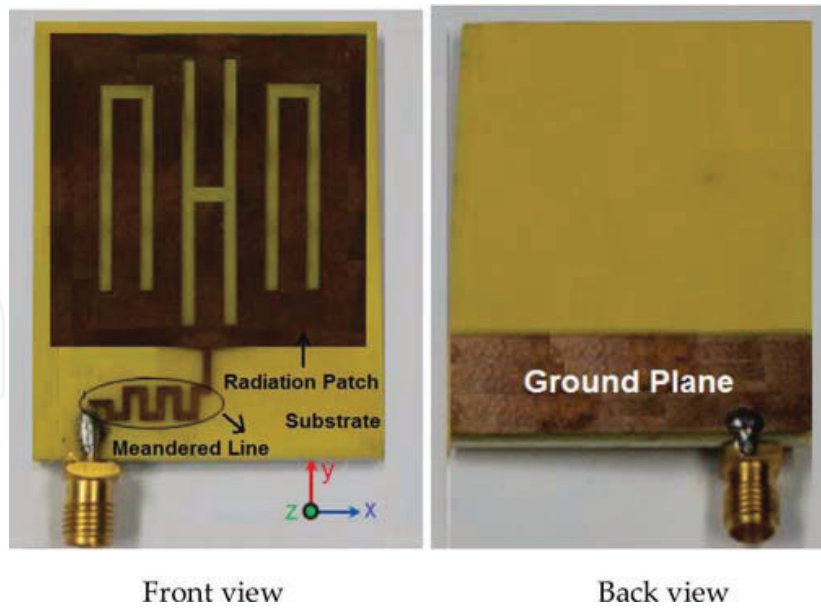 Radiation Patch
Substrate
Meandered Line
y
z
x
Ground Plane
Front view
Back view